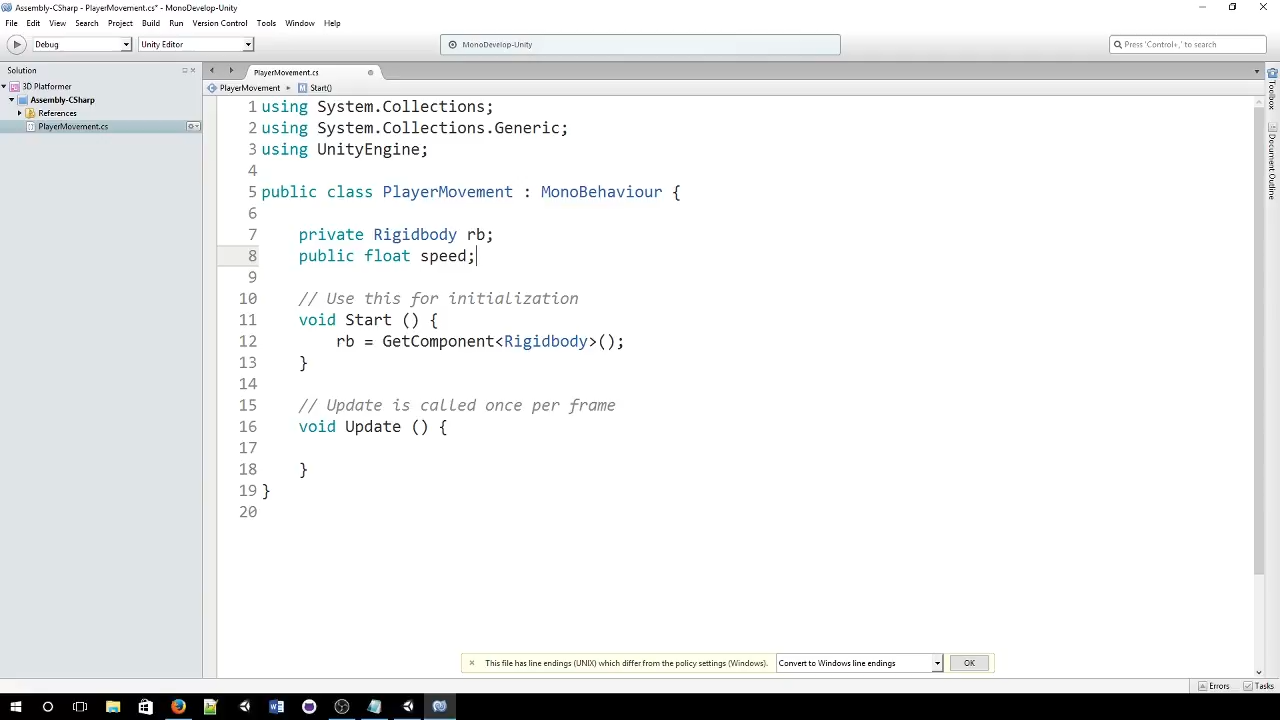 Assembly-CSharp - PlayerMovement.cs* - MonoDevelop-Unity
File Edit View Search Project Build Run Version Control Tools Window Help
Debug Unity Editor MonoDevelop-Unity Press 'Control+,' to search
Solution
3D Platformer
Assembly-CSharp
References
PlayerMovement.cs
PlayerMovement.cs
PlayerMovement Start()
1 using System.Collections;
2 using System.Collections.Generic;
3 using UnityEngine;
4
5 public class PlayerMovement : MonoBehaviour {
6
7 private Rigidbody rb;
8 public float speed;
9
10 // Use this for initialization
11 void Start () {
12 rb = GetComponent<Rigidbody>();
13 }
14
15 // Update is called once per frame
16 void Update () {
17
18 }
19 }
20
Toolbox
Document Outline
This file has line endings (UNIX) which differ from the policy settings (Windows). Convert to Windows line endings OK
Errors Tasks